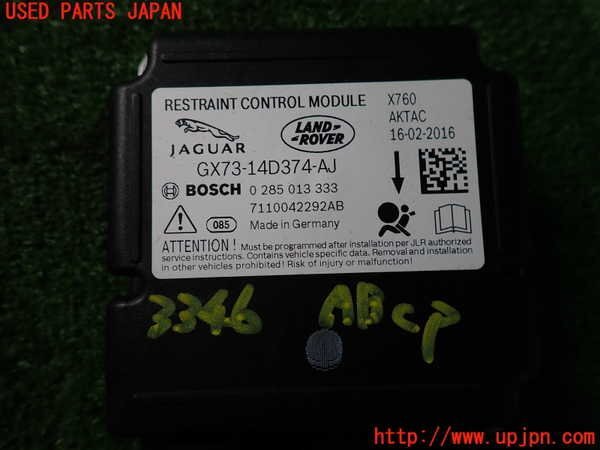 USED PARTS JAPAN
RESTRAINT CONTROL MODULE X760
AKTAC
JAGUAR LAND ROVER 16-02-2016
GX73-14D374-AJ
BOSCH 0 285 013 333
7110042292AB
085 Made in Germany
ATTENTION! Must be programmed after installation per JLR authorized
service instructions. Contains vehicle specific data. Removal and installation
in other vehicles prohibited! Risk of injury or malfunction!
3346 ABCP
http://www.upjpn.com/